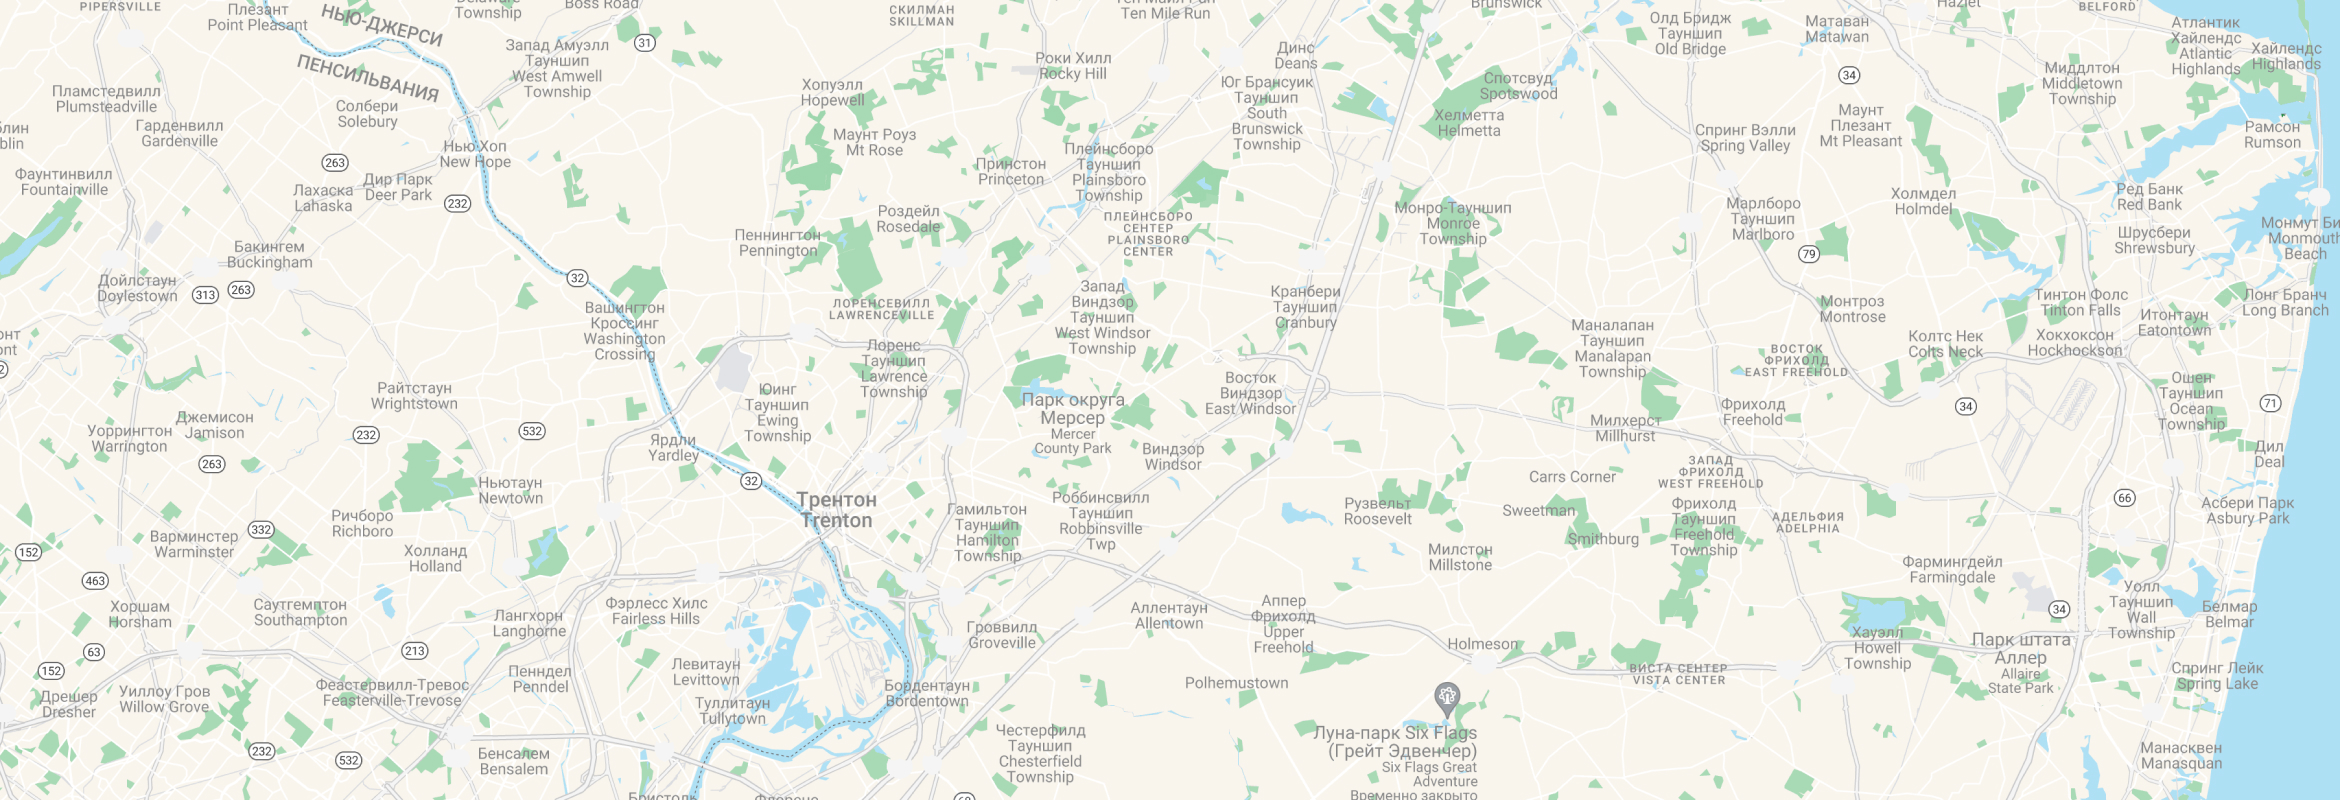 PIPERSVILLE
Плезант
Point Pleasant
НЬЮ-ДЖЕРСИ
ПЕНСИЛЬВАНИЯ
Township
Boss Road
31
СКИЛМАН
SKILLMAN
Ten Mile Run
Brunswick
Олд Бридж
Тауншип
Old Bridge
Матаван
Matawan
Hazlet
BELFORD
Атлантик
Хайлендс
Atlantic
Highlands
Хайлендс
Highlands
Запад Амуэлл
Тауншип
West Amwell
Township
Роки Хилл
Rocky Hill
Динс
Deans
Юг Брансуик
Тауншип
South
Brunswick
Township
Спотсвуд
Spotswood
34
Миддлтон
Middletown
Township
Пламстедвилл
Plumsteadville
Солбери
Solebury
Хопуэлл
Hopewell
Хелметта
Helmetta
Маунт
Плезант
Mt Pleasant
Гарденвилл
Gardenville
Маунт Роуз
Mt Rose
Спринг Вэлли
Spring Valley
Рамсон
Rumson
Нью Хоп
New Hope
263
Принстон
Princeton
Плейнсборо
Тауншип
Plainsboro
Township
Фаунтинвилл
Fountainville
Лахаска
Lahaska
Дир Парк
Deer Park
232
Холмдел
Holmdel
Ред Банк
Red Bank
Роздейл
Rosedale
ПЛЕЙНСБОРО
СЕНТЕР
PLAINSBORO
CENTER
Монро-Тауншип
Monroe
Township
Марлборо
Тауншип
Marlboro
Шрусбери
Shrewsbury
Monmouth
Beach
Бакингем
Buckingham
Пеннингтон
Pennington
79
Дойлстаун
Doylestown
313
263
32
Вашингтон
Кроссинг
Washington
Crossing
ЛОРЕНСЕВИЛЛ
LAWRENCEVILLE
Запад
Виндзор
Тауншип
West Windsor
Township
Кранбери
Тауншип
Cranbury
Монтроз
Montrose
Тинтон Фолс
Tinton Falls
Лонг Бранч
Long Branch
Итонтаун
Eatontown
Маналапан
Тауншип
Manalapan
Township
ВОСТОК
ФРИХОЛД
EAST FREEHOLD
Колтс Нек
Colts Neck
Хокхоксон
Hockhockson
Лоренс
Тауншип
Lawrence
Township
Райтстаун
Wrightstown
Юинг
Тауншип
Ewing
Township
Парк округа
Мерсер
Mercer
County Park
Восток
Виндзор
East Windsor
Фрихолд
Freehold
34
Ошен
Тауншип
Ocean
Township
71
Милхерст
Millhurst
Джемисон
Jamison
Уоррингтон
Warrington
232
532
263
Ярдли
Yardley
Виндзор
Windsor
Дил
Deal
32
ЗАПАД
ФРИХОЛД
WEST FREEHOLD
Carrs Corner
Ньютаун
Newtown
Трентон
Trenton
Роббинсвилл
Тауншип
Robbinsville
Twp
Рузвельт
Roosevelt
Sweetman
Фрихолд
Тауншип
Freehold
Township
66
Асбери Парк
Asbury Park
Ричборо
Richboro
332
Гамильтон
Тауншип
Hamilton
Township
АДЕЛЬФИЯ
ADELPHIA
Варминстер
Warminster
152
Холланд
Holland
Smithburg
Милстон
Millstone
Фармингдейл
Farmingdale
463
Хоршам
Horsham
Саутгемптон
Southampton
Лангхорн
Langhorne
Фэрлесс Хилс
Fairless Hills
Аллентаун
Allentown
Аппер
Фрихолд
Upper
Freehold
34
Уолл
Тауншип
Wall
Township
Белмар
Belmar
63
213
Гроввилл
Groveville
Holmeson
Хауэлл
Howell
Township
Парк штата
Аллер
Allaire
State Park
152
Дрешер
Dresher
Уиллоу Гров
Willow Grove
Феастервилл-Тревос
Feasterville-Trevose
Пенндел
Penndel
Левитаун
Levittown
Бордентаун
Bordentown
Polhemustown
ВИСТА СЕНТЕР
VISTA CENTER
Спринг Лейк
Spring Lake
Туллитаун
Tullytown
232
532
Бенсалем
Bensalem
Честерфилд
Тауншип
Chesterfield
Township
Луна-парк Six Flags
(Грейт Эдвенчер)
Six Flags Great
Adventure
Временно закрыто
Манасквен
Manasquan
Бристоль